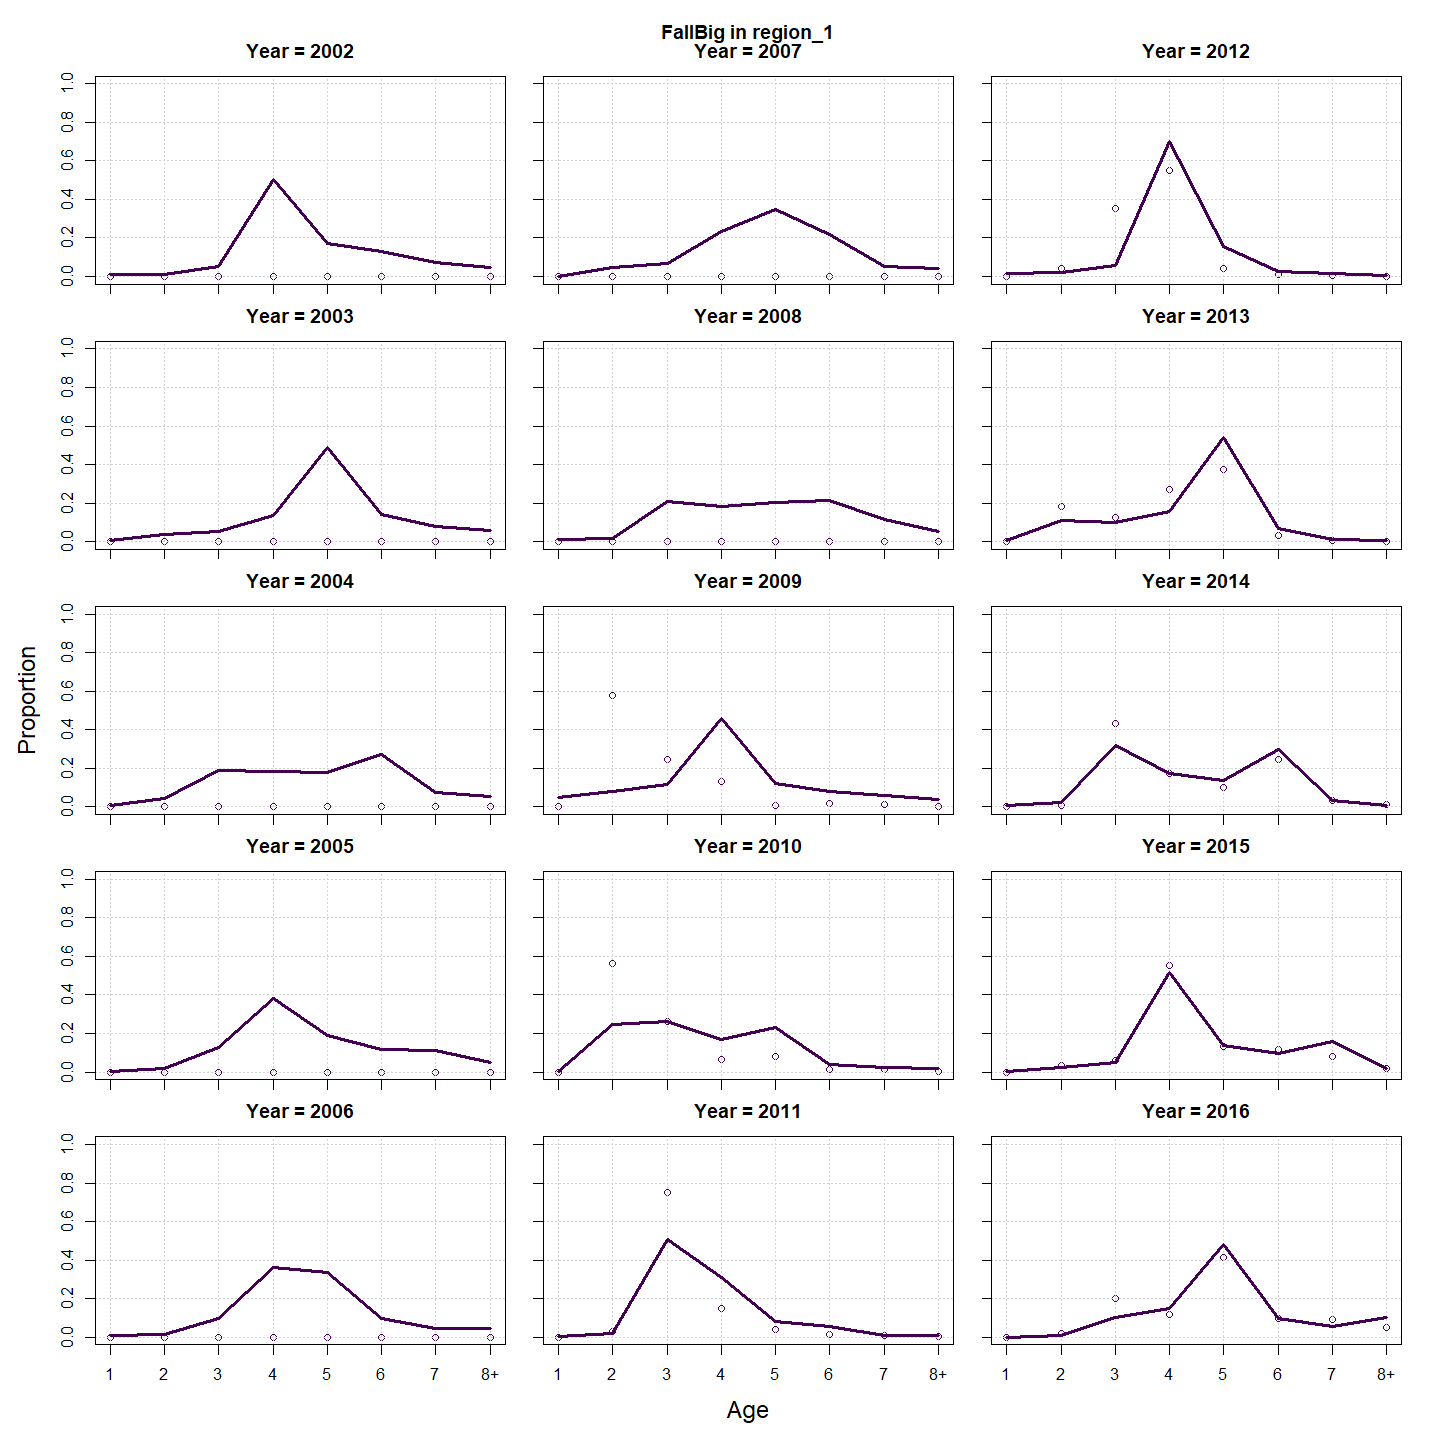 FallBig in region_1
Year = 2002
Year = 2007
Year = 2012
0.0 0.2 0.4 0.6 0.8 1.0
Year = 2003
Year = 2008
Year = 2013
0.0 0.2 0.4 0.6 0.8 1.0
Year = 2004
Year = 2009
Year = 2014
0.0 0.2 0.4 0.6 0.8 1.0
Proportion
Year = 2005
Year = 2010
Year = 2015
0.0 0.2 0.4 0.6 0.8 1.0
Year = 2006
Year = 2011
Year = 2016
0.0 0.2 0.4 0.6 0.8 1.0
1 2 3 4 5 6 7 8+
1 2 3 4 5 6 7 8+
1 2 3 4 5 6 7 8+
Age